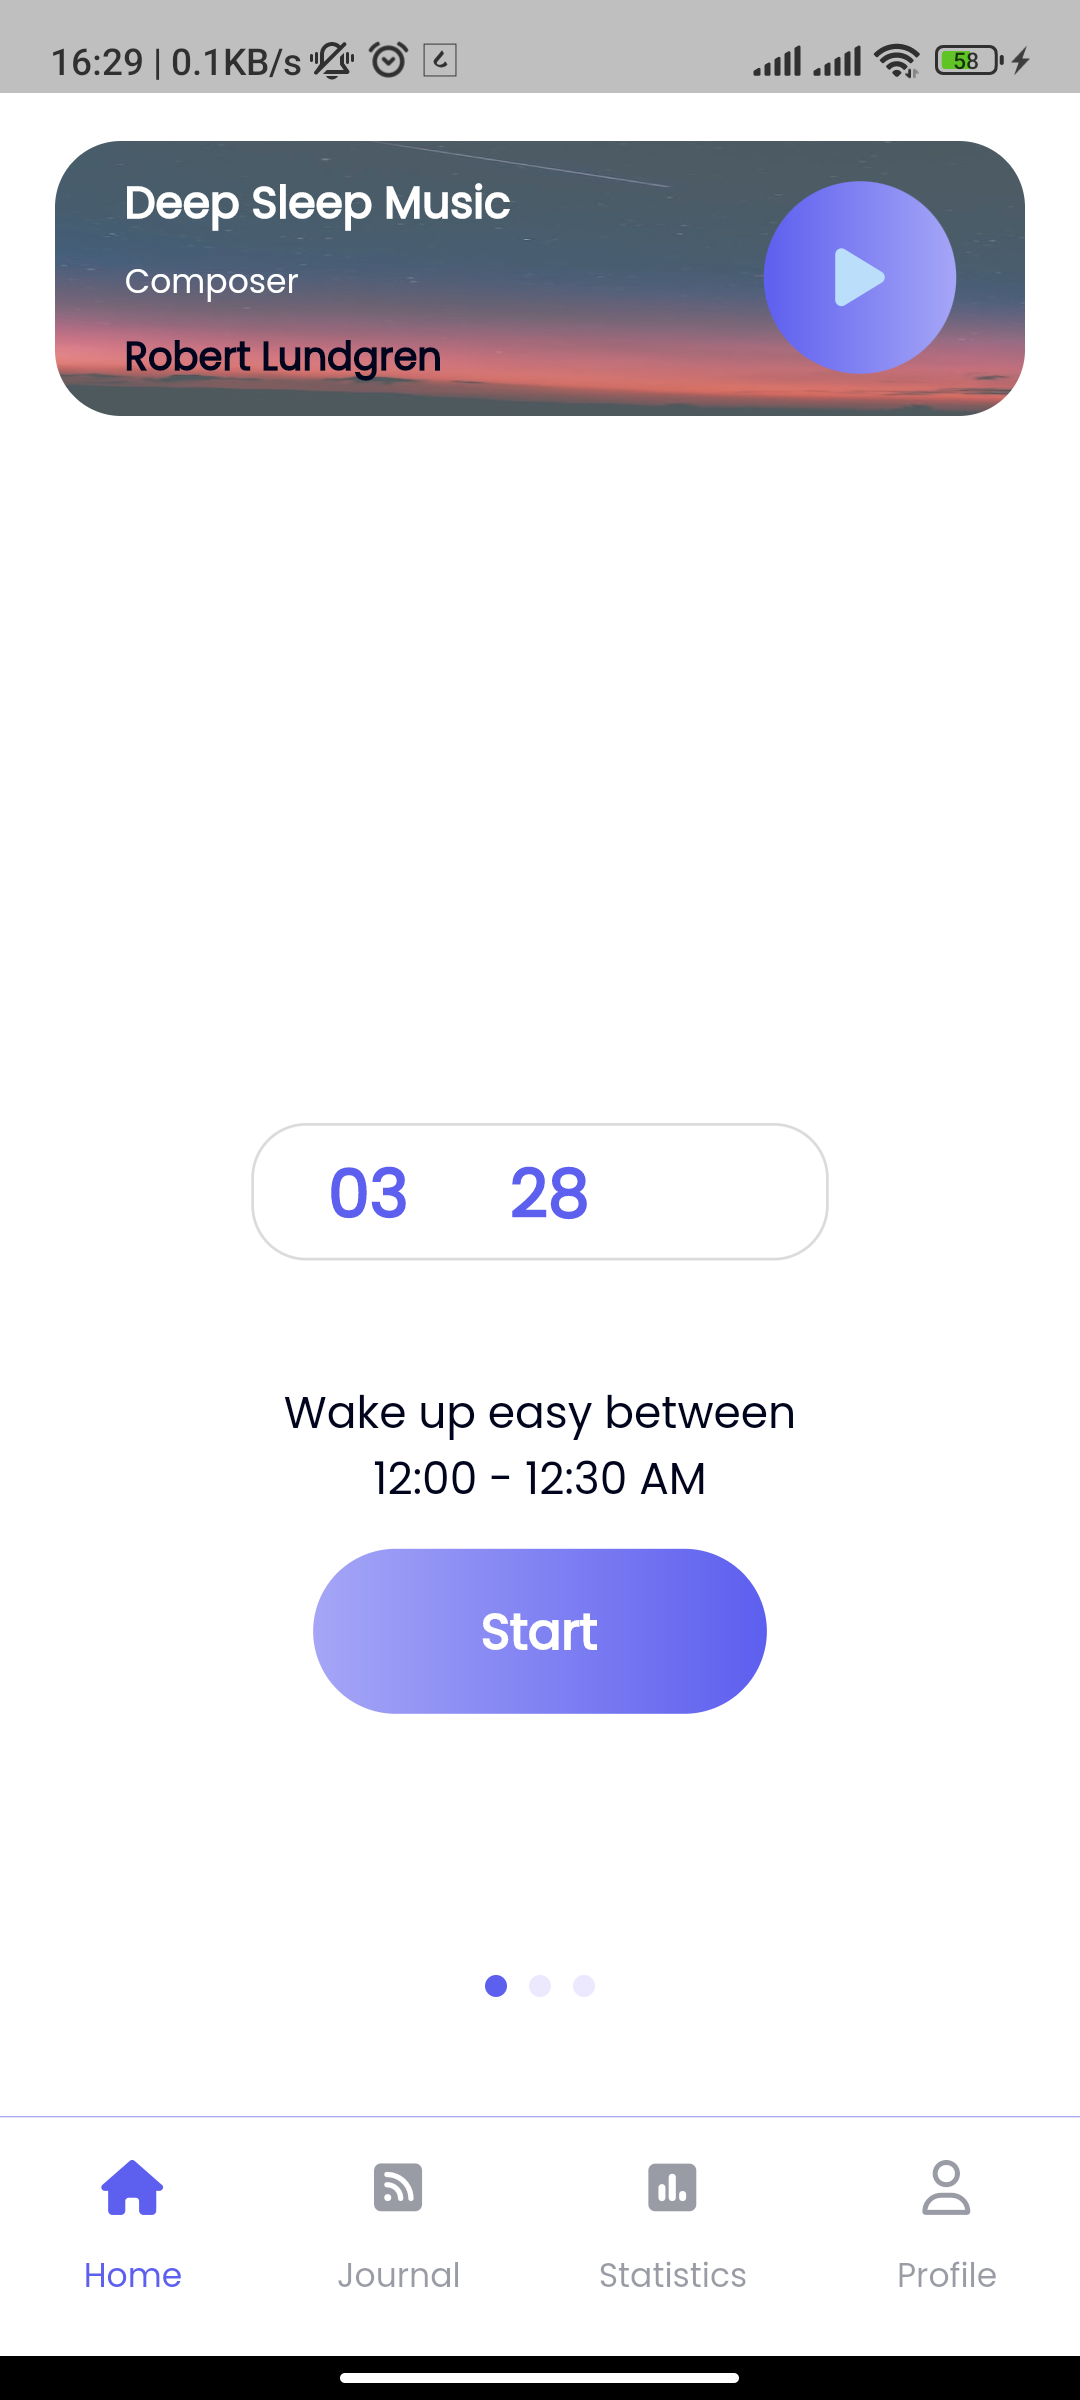 16:29 | 0.1KB/s
58
Deep Sleep Music
Composer
Robert Lundgren
03 28
Wake up easy between
12:00 - 12:30 AM
Start
Home Journal Statistics Profile